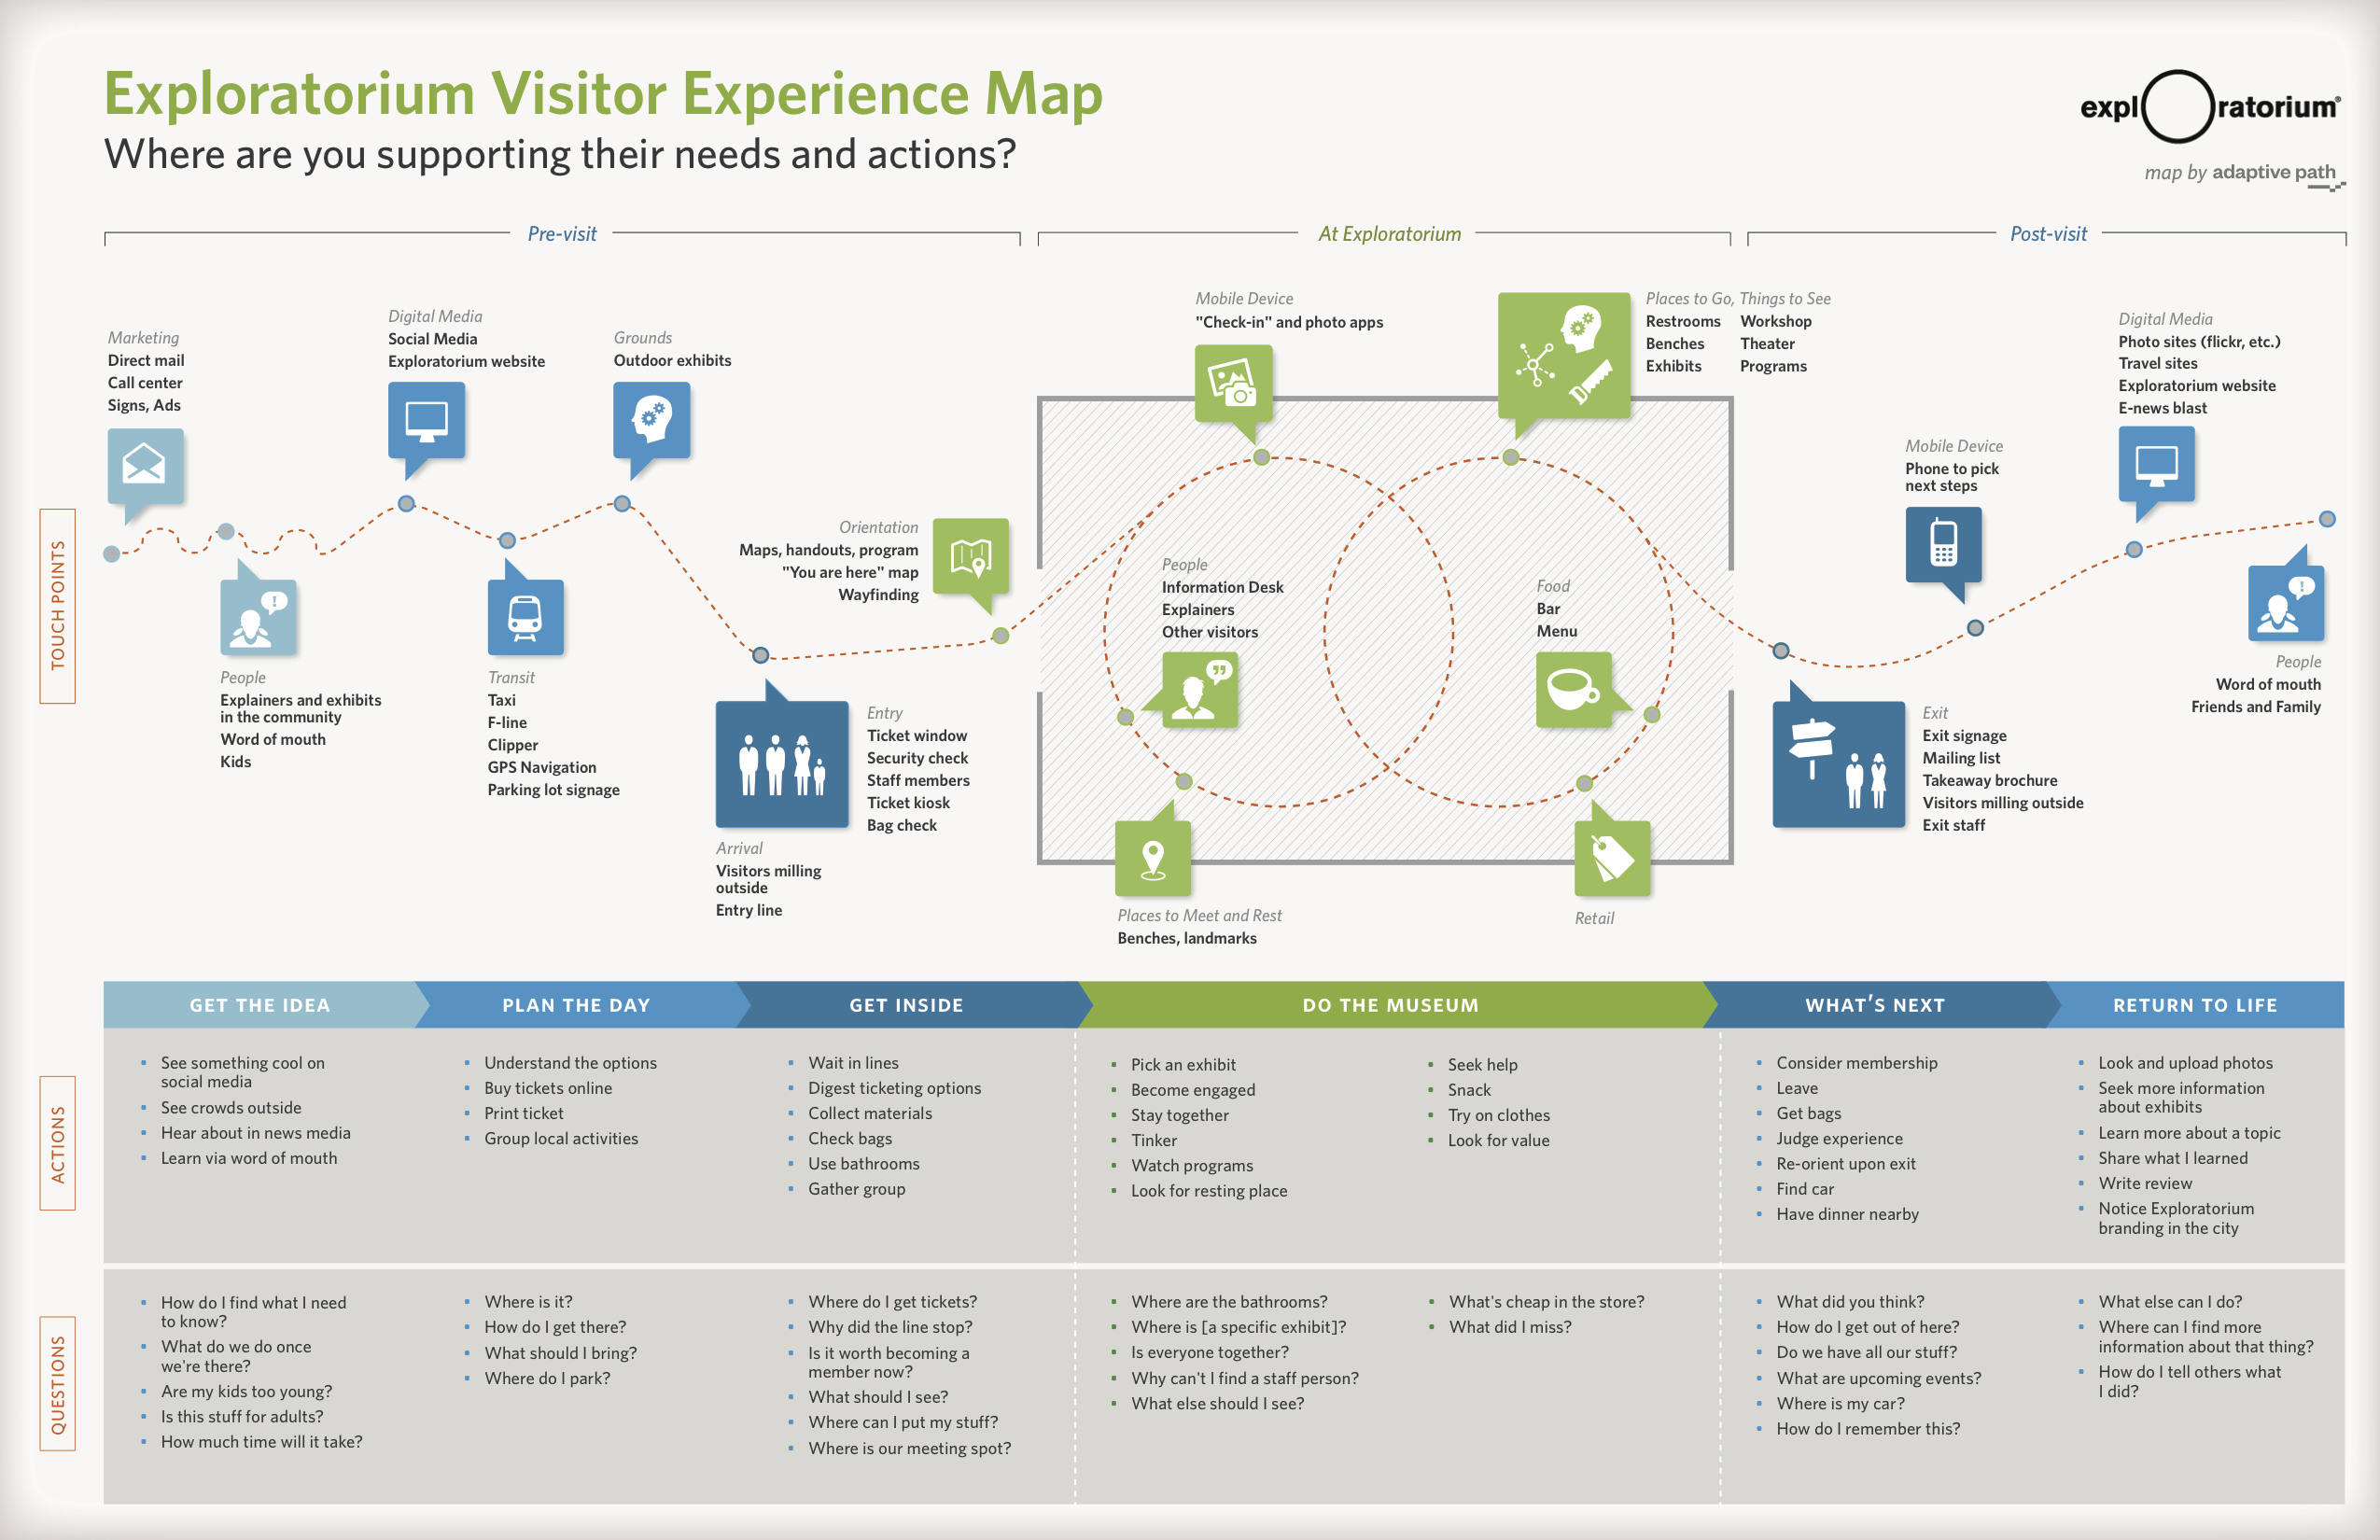 Exploratorium Visitor Experience Map
Where are you supporting their needs and actions?
expl ratorium®
map by adaptive path
Pre-visit
At Exploratorium
Post-visit
TOUCH POINTS
Marketing
Direct mail
Call center
Signs, Ads
People
Explainers and exhibits
in the community
Word of mouth
Kids
Digital Media
Social Media
Exploratorium website
Transit
Taxi
F-line
Clipper
GPS Navigation
Parking lot signage
Grounds
Outdoor exhibits
Arrival
Visitors milling
outside
Entry line
Entry
Ticket window
Security check
Staff members
Ticket kiosk
Bag check
Orientation
Maps, handouts, program
"You are here" map
Wayfinding
Mobile Device
"Check-in" and photo apps
Places to Go, Things to See
Restrooms Workshop
Benches Theater
Exhibits Programs
People
Information Desk
Explainers
Other visitors
Food
Bar
Menu
Places to Meet and Rest
Benches, landmarks
Retail
Exit
Exit signage
Mailing list
Takeaway brochure
Visitors milling outside
Exit staff
Mobile Device
Phone to pick
next steps
Digital Media
Photo sites (flickr, etc.)
Travel sites
Exploratorium website
E-news blast
People
Word of mouth
Friends and Family
GET THE IDEA
PLAN THE DAY
GET INSIDE
DO THE MUSEUM
WHAT'S NEXT
RETURN TO LIFE
ACTIONS
See something cool on
social media
See crowds outside
Hear about in news media
Learn via word of mouth
Understand the options
Buy tickets online
Print ticket
Group local activities
Wait in lines
Digest ticketing options
Collect materials
Check bags
Use bathrooms
Gather group
Pick an exhibit
Become engaged
Stay together
Tinker
Watch programs
Look for resting place
Seek help
Snack
Try on clothes
Look for value
Consider membership
Leave
Get bags
Judge experience
Re-orient upon exit
Find car
Have dinner nearby
Look and upload photos
Seek more information
about exhibits
Learn more about a topic
Share what I learned
Write review
Notice Exploratorium
branding in the city
QUESTIONS
How do I find what I need
to know?
What do we do once
we're there?
Are my kids too young?
Is this stuff for adults?
How much time will it take?
Where is it?
How do I get there?
What should I bring?
Where do I park?
Where do I get tickets?
Why did the line stop?
Is it worth becoming a
member now?
What should I see?
Where can I put my stuff?
Where is our meeting spot?
Where are the bathrooms?
Where is [a specific exhibit]?
Is everyone together?
Why can't I find a staff person?
What else should I see?
What's cheap in the store?
What did I miss?
What did you think?
How do I get out of here?
Do we have all our stuff?
What are upcoming events?
Where is my car?
How do I remember this?
What else can I do?
Where can I find more
information about that thing?
How do I tell others what
I did?